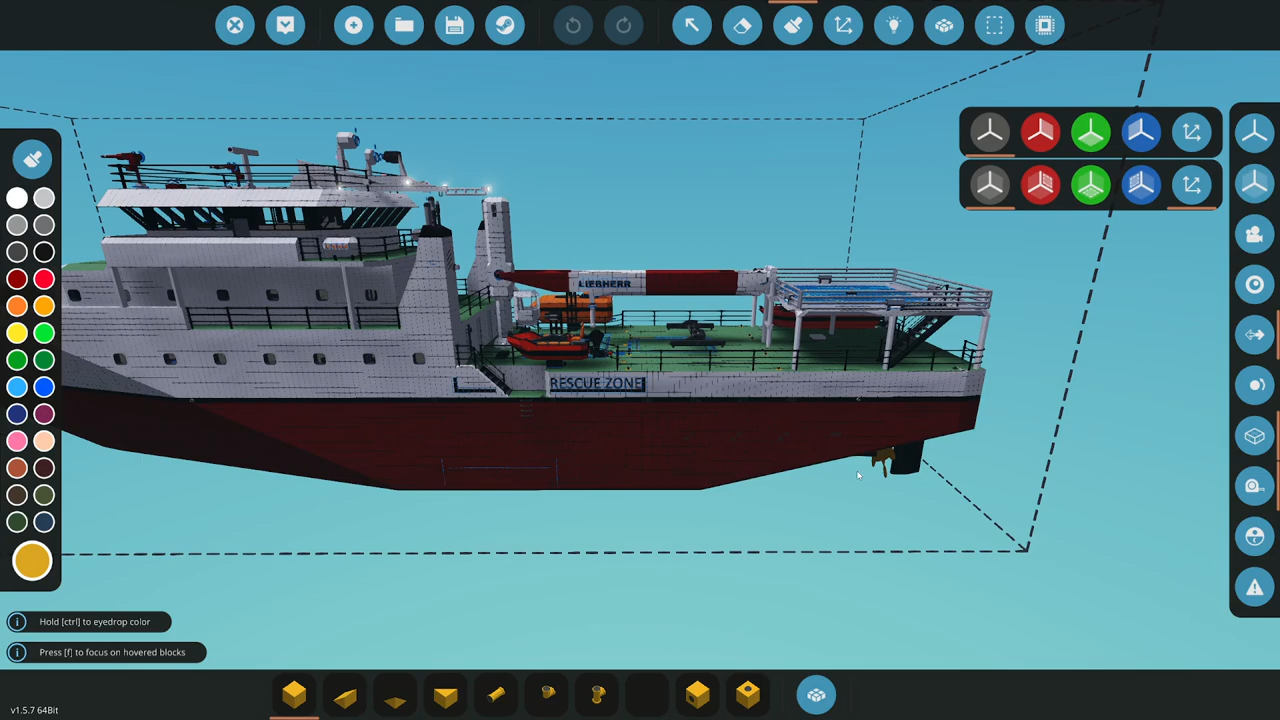 LIEBHERR
RESCUE ZONE
Hold [ctrl] to eyedrop color
Press [f] to focus on hovered blocks
v1.5.7 64Bit